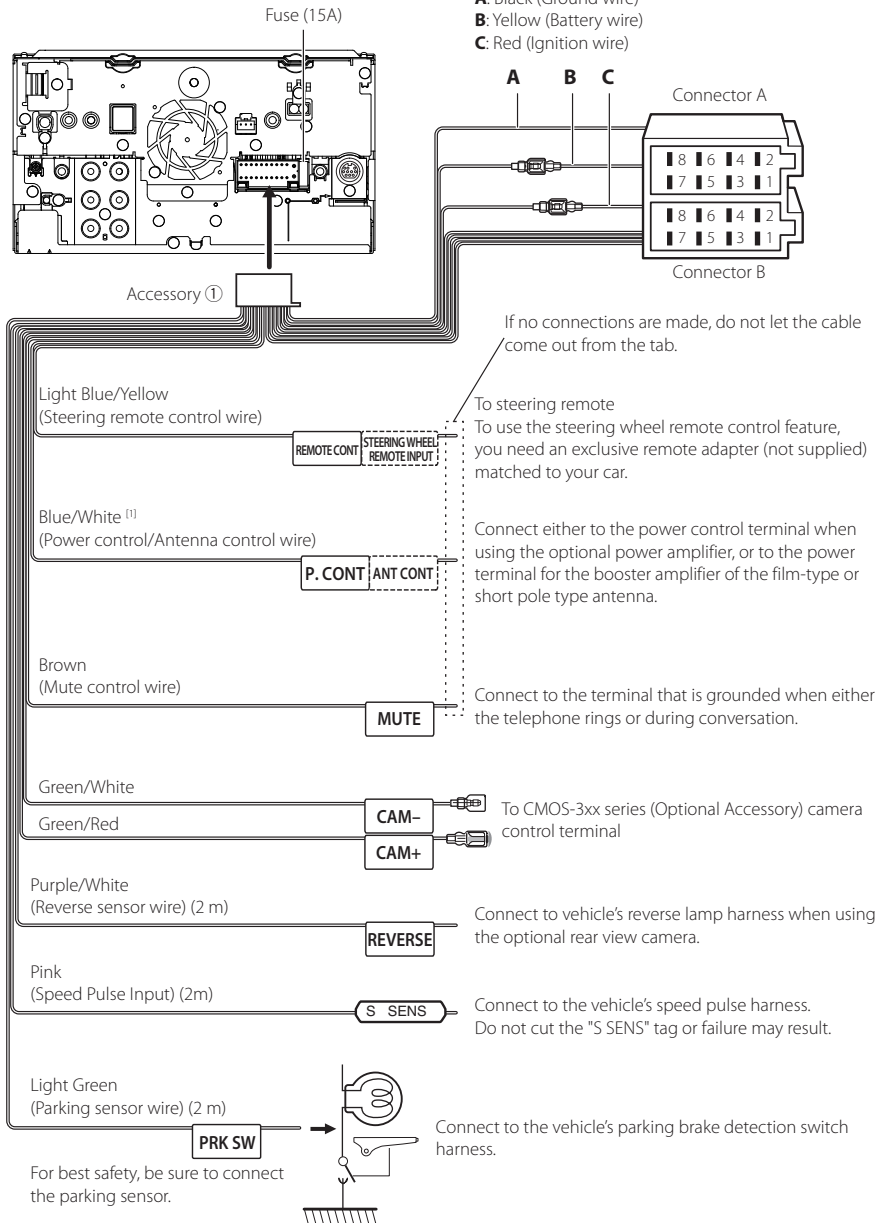 Fuse (15A)
A: Black (Ground wire)
B: Yellow (Battery wire)
C: Red (Ignition wire)
A B C
Connector A
8 6 4 2
7 5 3 1
8 6 4 2
7 5 3 1
Connector B
Accessory ①
If no connections are made, do not let the cable
come out from the tab.
Light Blue/Yellow
(Steering remote control wire)
REMOTE CONT
STEERING WHEEL
REMOTE INPUT
To steering remote
To use the steering wheel remote control feature,
you need an exclusive remote adapter (not supplied)
matched to your car.
Blue/White [1]
(Power control/Antenna control wire)
P. CONT ANT CONT
Connect either to the power control terminal when
using the optional power amplifier, or to the power
terminal for the booster amplifier of the film-type or
short pole type antenna.
Brown
(Mute control wire)
MUTE
Connect to the terminal that is grounded when either
the telephone rings or during conversation.
Green/White
CAM–
Green/Red
CAM+
To CMOS-3xx series (Optional Accessory) camera
control terminal
Purple/White
(Reverse sensor wire) (2 m)
REVERSE
Connect to vehicle's reverse lamp harness when using
the optional rear view camera.
Pink
(Speed Pulse Input) (2m)
S SENS
Connect to the vehicle's speed pulse harness.
Do not cut the "S SENS" tag or failure may result.
Light Green
(Parking sensor wire) (2 m)
PRK SW
Connect to the vehicle's parking brake detection switch
harness.
For best safety, be sure to connect
the parking sensor.